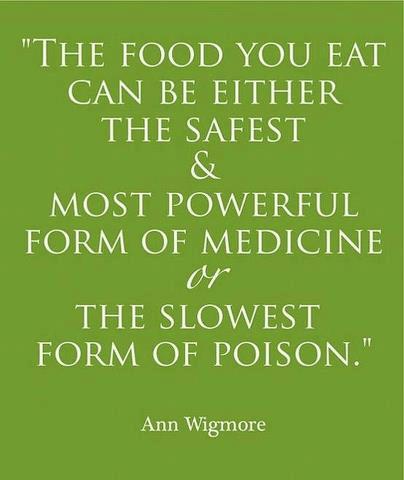 "The food you eat
can be either
the safest
&
most powerful
form of medicine
or
the slowest
form of poison."
Ann Wigmore